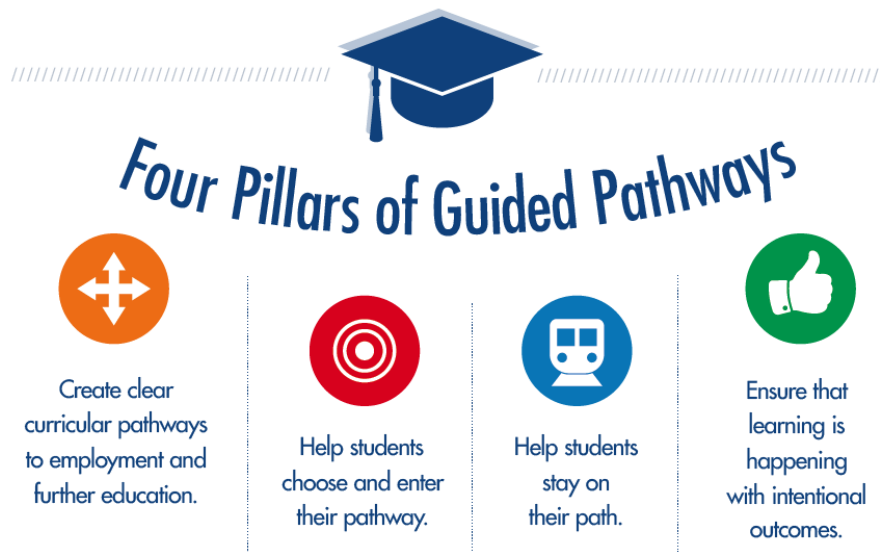 Four Pillars of Guided Pathways
Create clear
curricular pathways
to employment and
further education.
Help students
choose and enter
their pathway.
Help students
stay on
their path.
Ensure that
learning is
happening
with intentional
outcomes.